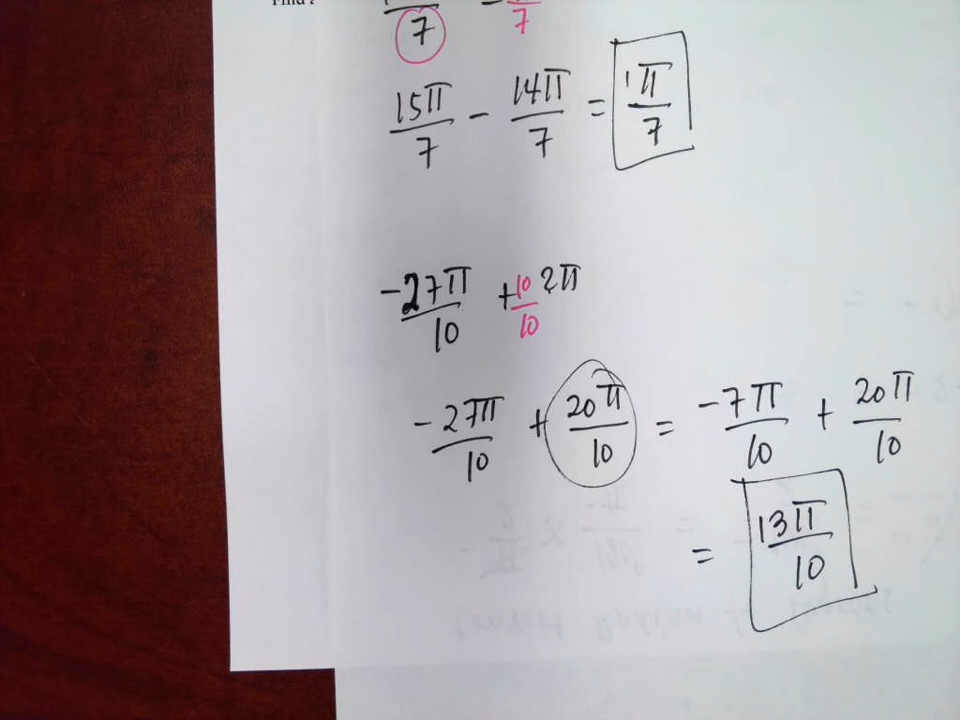 7 - 7
15π/7 - 14π/7 = 1π/7
-27π/10 + 10/10 2π
-27π/10 + 20π/10 = -7π/10 + 20π/10
= 13π/10